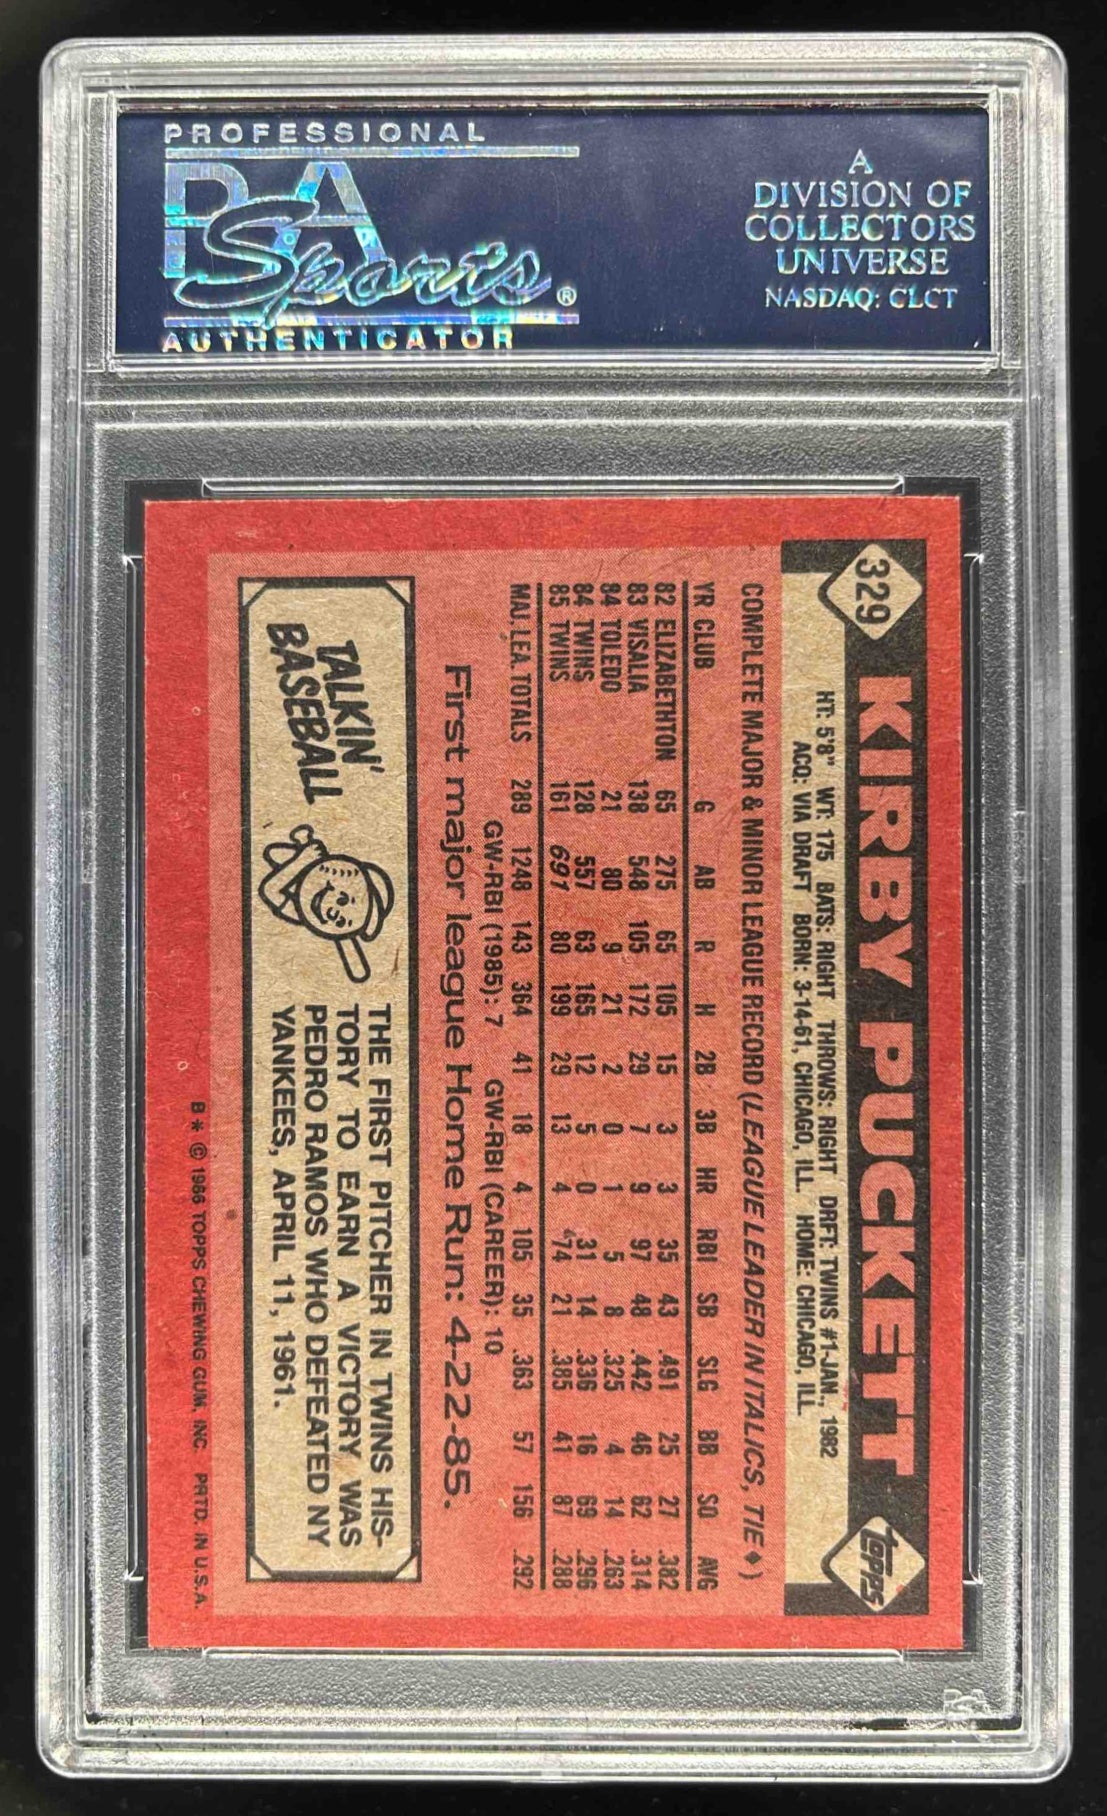 PROFESSIONAL
PSA
Sports®
AUTHENTICATOR
A
DIVISION OF
COLLECTORS
UNIVERSE
NASDAQ: CLCT
329 KIRBY PUCKETT
topps
HT: 5'8" WT: 175 BATS: RIGHT THROWS: RIGHT DRFT: TWINS #1-JAN., 1982
ACQ: VIA DRAFT BORN: 3-14-61, CHICAGO, ILL. HOME: CHICAGO, ILL.
COMPLETE MAJOR & MINOR LEAGUE RECORD (LEAGUE LEADER IN ITALICS, TIE ♦)
YR CLUB G AB R H 2B 3B HR RBI SB SLG BB SO AVG
82 ELIZABETHTON 65 275 65 105 15 3 3 35 43 .491 25 27 .382
83 VISALIA 138 548 105 172 29 7 9 97 48 .442 46 62 .314
84 TOLEDO 21 80 9 21 2 0 1 5 8 .325 4 14 .263
84 TWINS 128 557 63 165 12 5 0 31 14 .336 16 69 .296
85 TWINS 161 691 80 199 29 13 4 74 21 .385 41 87 .288
MAJ. LEA. TOTALS 289 1248 143 364 41 18 4 105 35 .363 57 156 .292
GW-RBI (1985): 7 GW-RBI (CAREER): 10
First major league Home Run: 4-22-85.
TALKIN'
BASEBALL
THE FIRST PITCHER IN TWINS HIS-
TORY TO EARN A VICTORY WAS
PEDRO RAMOS WHO DEFEATED NY
YANKEES, APRIL 11, 1961.
B * © 1986 TOPPS CHEWING GUM, INC. PRTD. IN U.S.A.
PSA